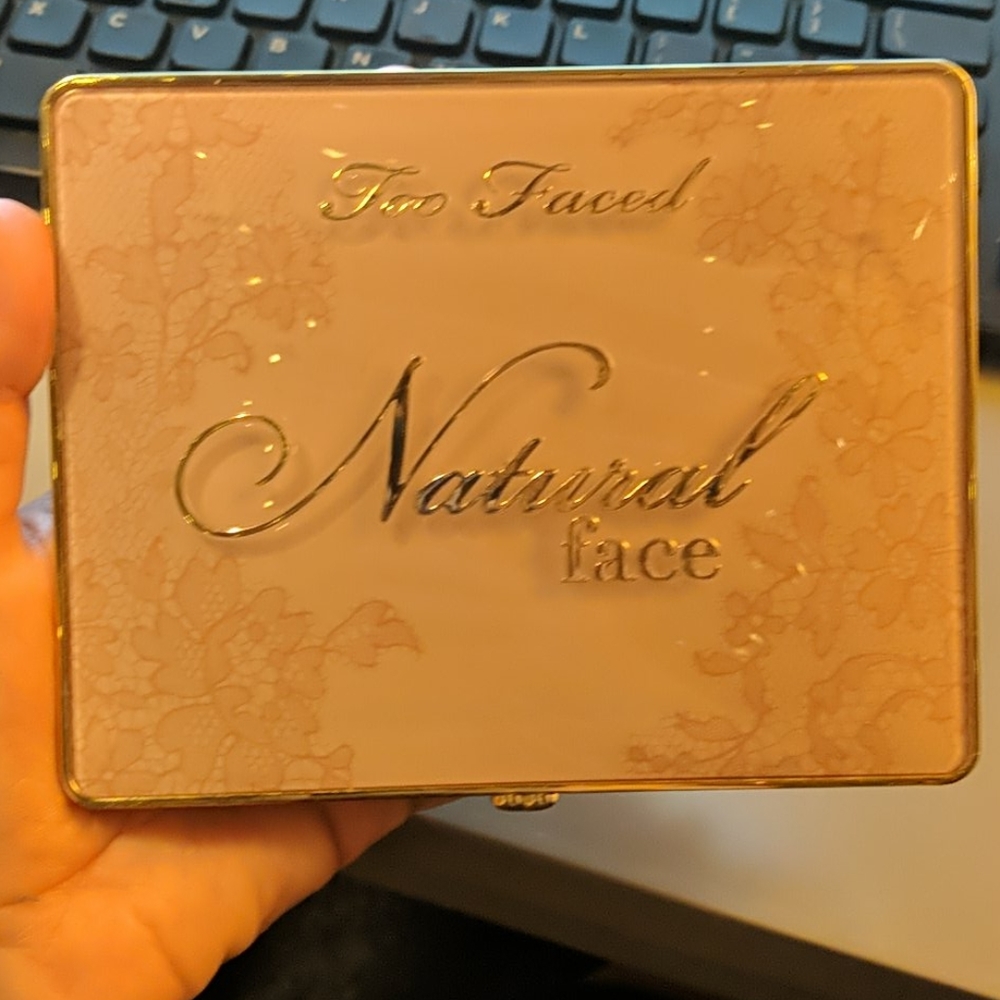 X C V B N J K L
Too Faced
Natural
face